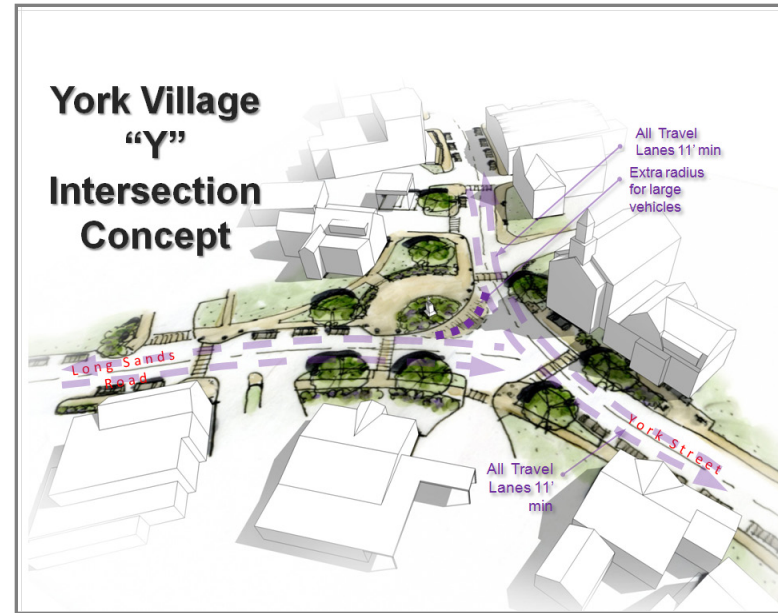 York Village
“Y”
Intersection
Concept
All Travel
Lanes 11' min
Extra radius
for large
vehicles
Long Sands
Road
York Street
All Travel
Lanes 11'
min